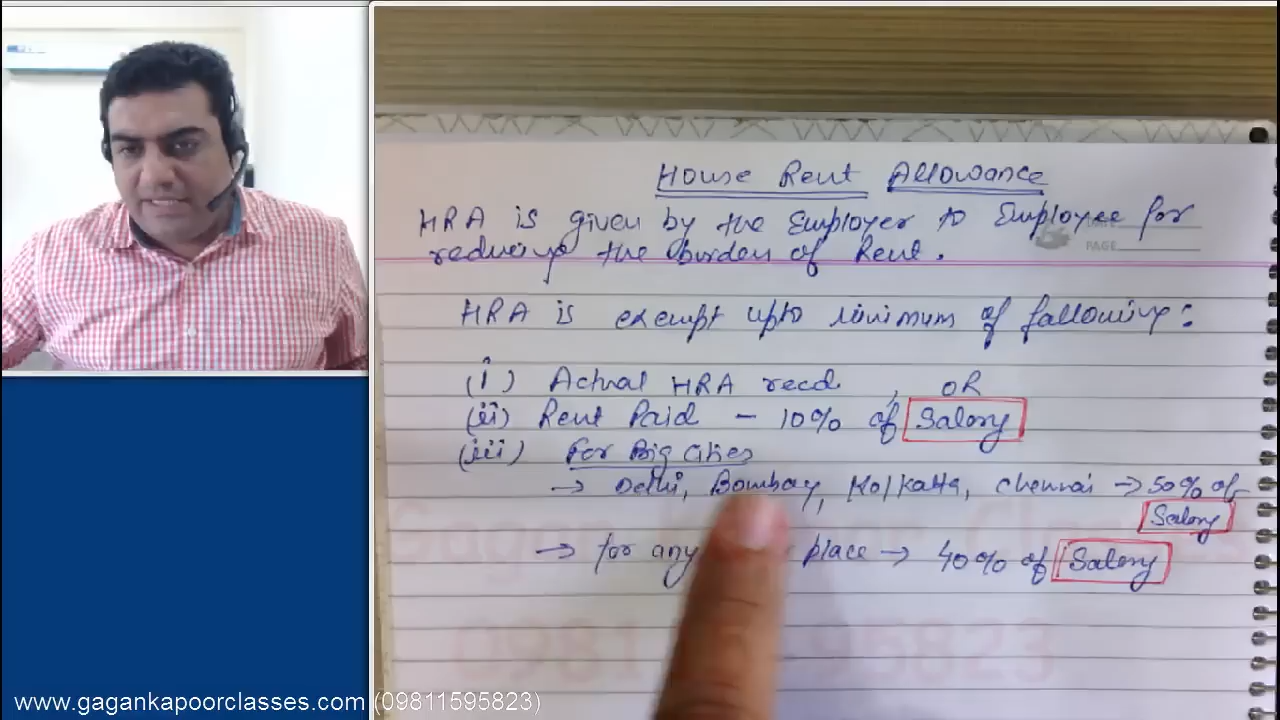 House Rent Allowance
HRA is given by the Employer to Employee for
DATE
reducing the burden of Rent.
PAGE
HRA is exempt upto minimum of following:
(i) Actual HRA recd , OR
(ii) Rent Paid - 10% of Salary
(iii) For Big Cities
→ Delhi, Bombay, Kolkatta, Chennai → 50% of
Salary
→ for any place → 40% of Salary
www.gagankapoorclasses.com (09811595823)